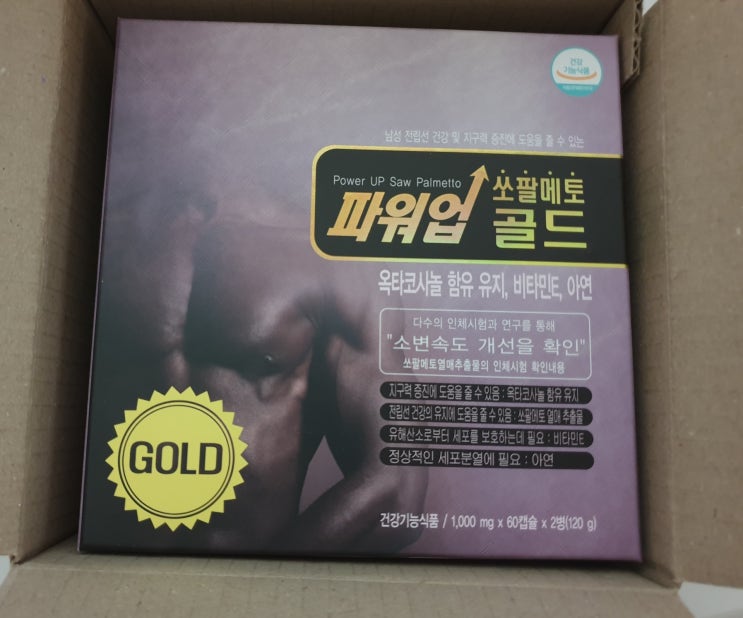 건강
기능식품
식품의약품안전처
남성 전립선 건강 및 지구력 증진에 도움을 줄 수 있는
Power UP Saw Palmetto
파워업
쏘팔메토
골드
옥타코사놀 함유 유지, 비타민E, 아연
다수의 인체시험과 연구를 통해
"소변속도 개선을 확인"
쏘팔메토열매추출물의 인체시험 확인내용
지구력 증진에 도움을 줄 수 있음 : 옥타코사놀 함유 유지
전립선 건강의 유지에 도움을 줄 수 있음 : 쏘팔메토 열매 추출물
유해산소로부터 세포를 보호하는데 필요 : 비타민E
정상적인 세포분열에 필요 : 아연
GOLD
건강기능식품 / 1,000 mg x 60캡슐 x 2병(120 g)